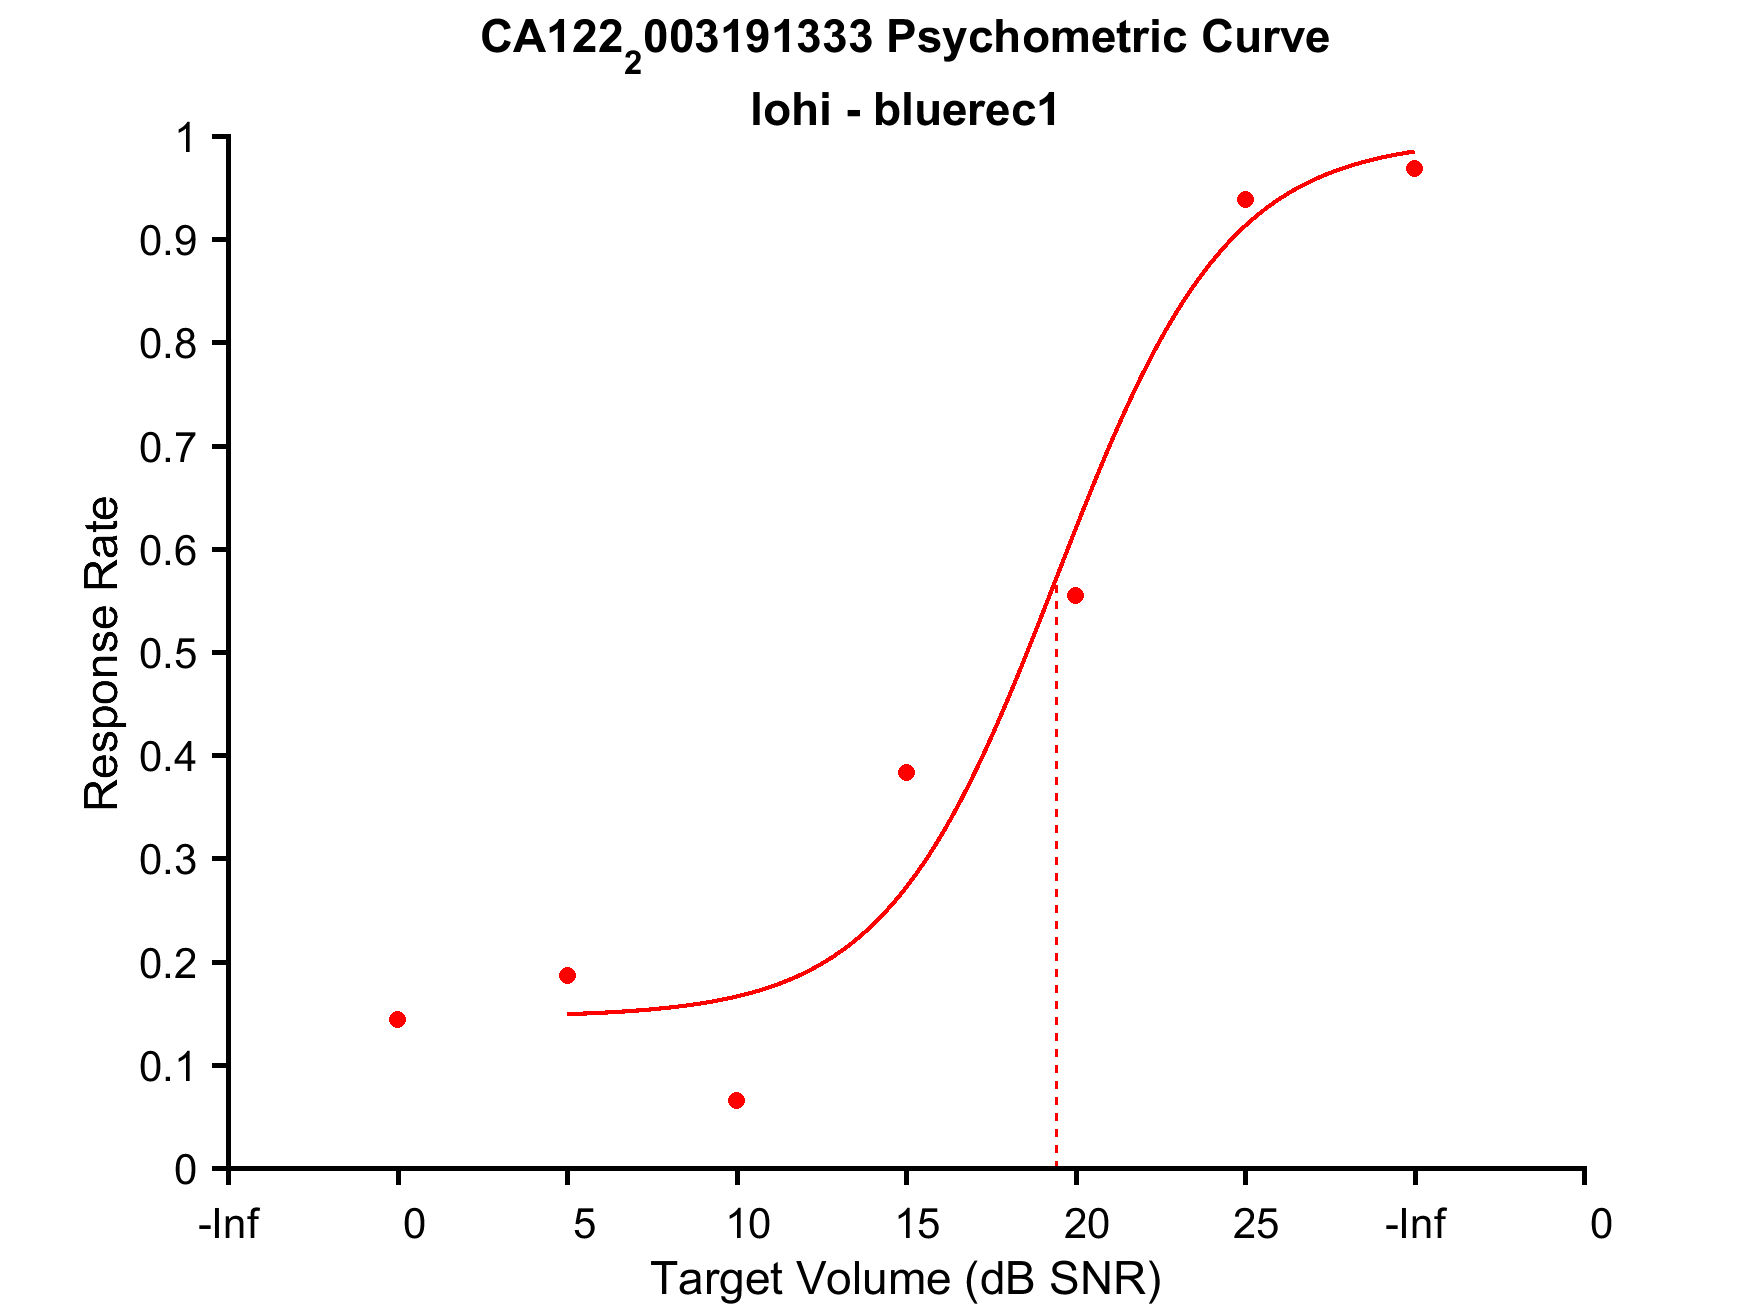 CA122₂003191333 Psychometric Curve
lohi - bluerec1
Response Rate
1
0.9
0.8
0.7
0.6
0.5
0.4
0.3
0.2
0.1
0
-Inf 0 5 10 15 20 25 -Inf 0
Target Volume (dB SNR)